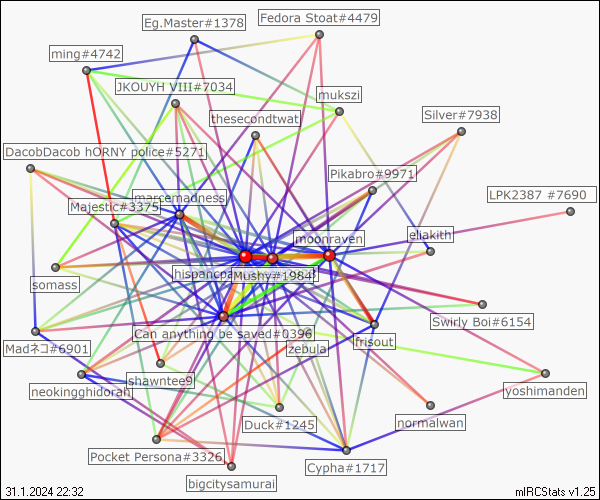 Fedora Stoat#4479
Eg.Master#1378
ming#4742
JKOUYH VIII#7034
mukszi
Silver#7938
thesecondtwat
DacobDacob hORNY police#5271
Pikabro#9971
LPK2387 #7690
marcemadness
Majestic#3375
moonraven
eliakith
Mushy#1984
somass
Swirly Boi#6154
Can anything be saved#0396
frisout
Madネコ#6901
zebula
shawntee9
neokingghidorah
yoshimanden
normalwan
Duck#1245
Pocket Persona#3326
Cypha#1717
bigcitysamurai
31.1.2024 22:32
mIRCStats v1.25